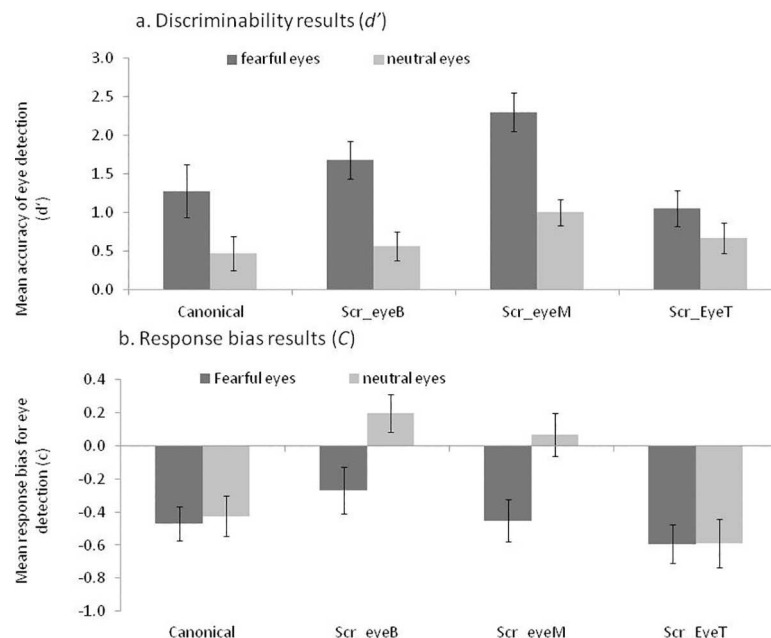 a. Discriminability results (d')
fearful eyes neutral eyes
3.0
2.5
2.0
1.5
1.0
0.5
0.0
Mean accuracy of eye detection
(d')
Canonical Scr_eyeB Scr_eyeM Scr_EyeT
b. Response bias results (C)
Fearful eyes neutral eyes
0.4
0.2
0.0
-0.2
-0.4
-0.6
-0.8
-1.0
Mean response bias for eye
detection (c)
Canonical Scr_eyeB Scr_eyeM Scr_EyeT